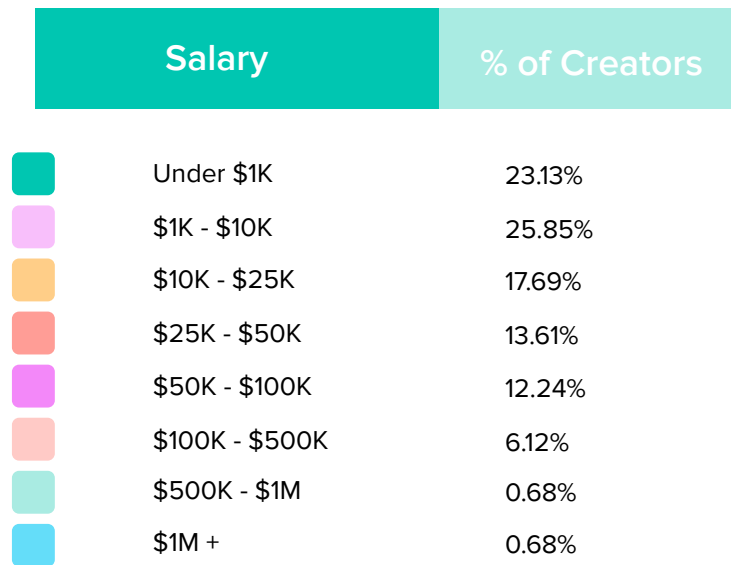 Salary % of Creators
Under $1K 23.13%
$1K - $10K 25.85%
$10K - $25K 17.69%
$25K - $50K 13.61%
$50K - $100K 12.24%
$100K - $500K 6.12%
$500K - $1M 0.68%
$1M + 0.68%